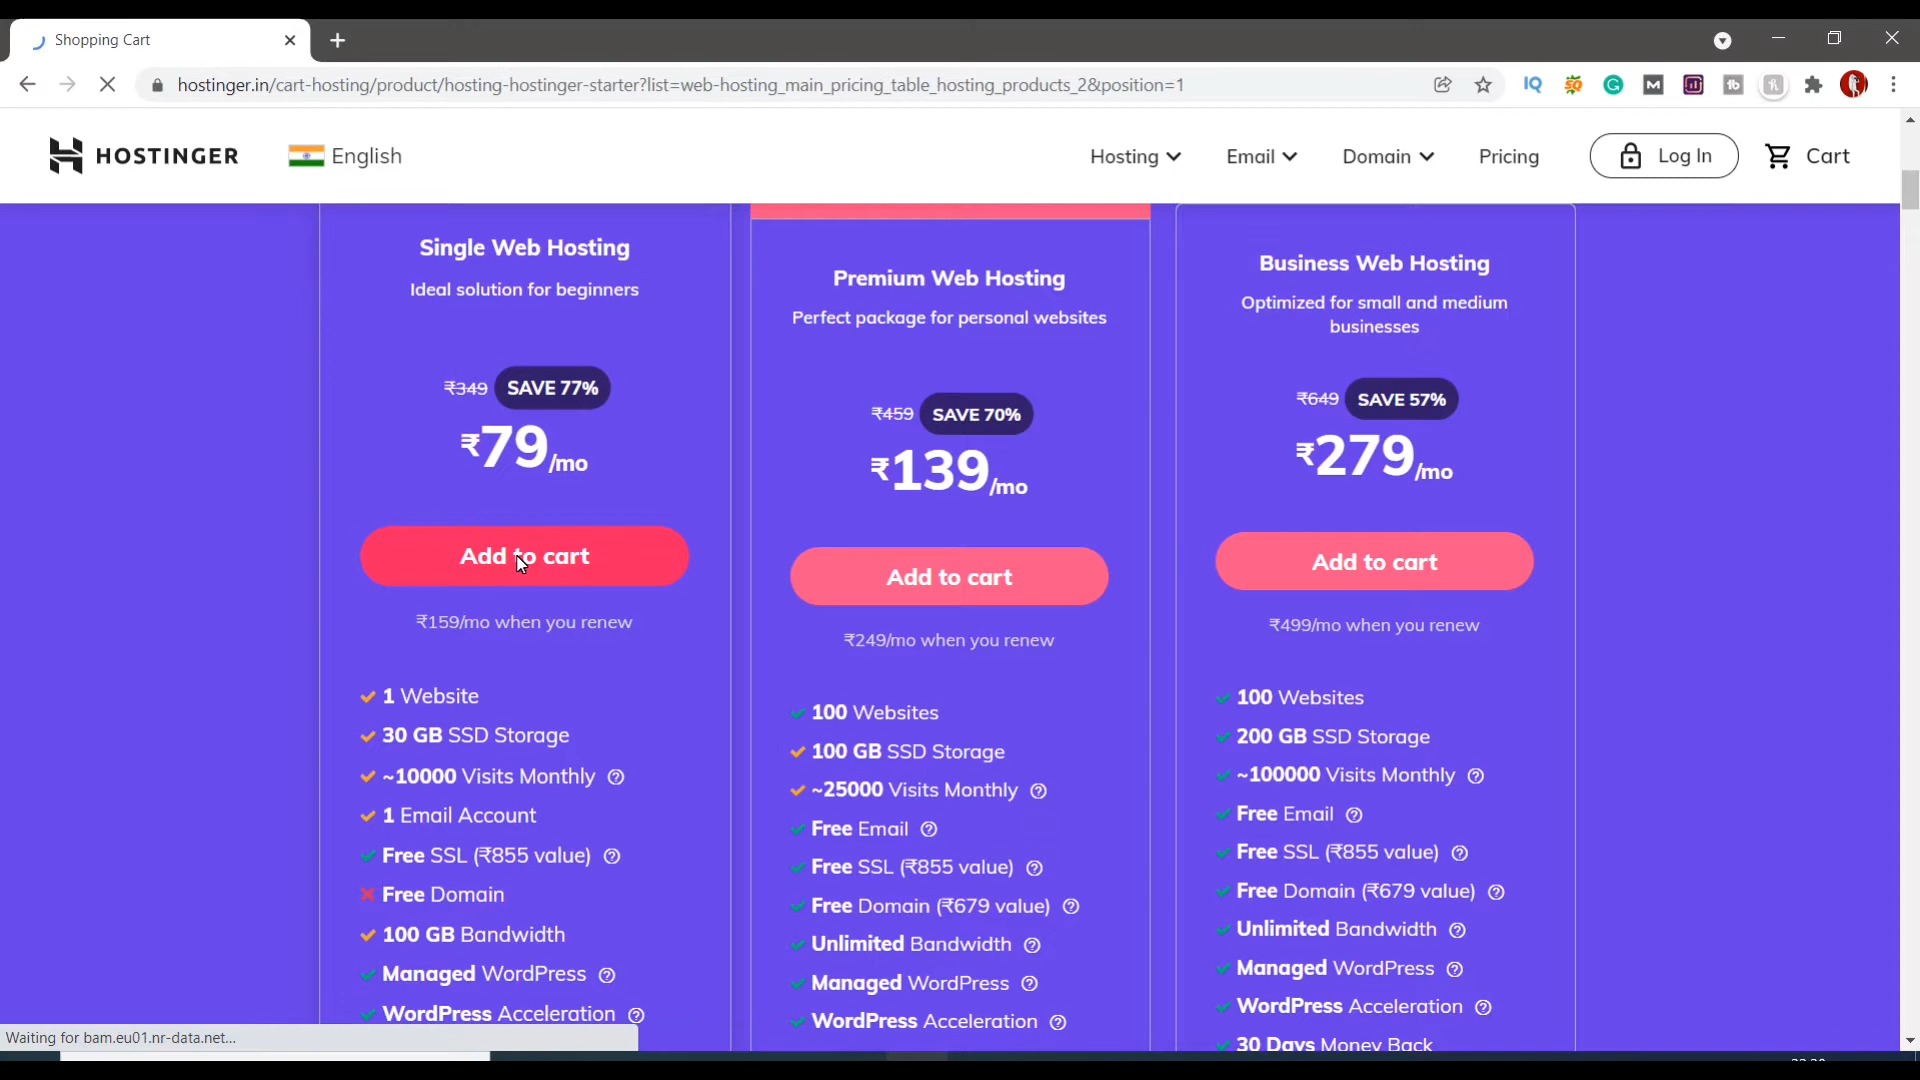 Shopping Cart
hostinger.in/cart-hosting/product/hosting-hostinger-starter?list=web-hosting_main_pricing_table_hosting_products_2&position=1
HOSTINGER English Hosting Email Domain Pricing Log In Cart
Single Web Hosting
Ideal solution for beginners
₹349 SAVE 77%
₹79/mo
Add to cart
₹159/mo when you renew
1 Website
30 GB SSD Storage
~10000 Visits Monthly
1 Email Account
Free SSL (₹855 value)
Free Domain
100 GB Bandwidth
Managed WordPress
WordPress Acceleration
Premium Web Hosting
Perfect package for personal websites
₹459 SAVE 70%
₹139/mo
Add to cart
₹249/mo when you renew
100 Websites
100 GB SSD Storage
~25000 Visits Monthly
Free Email
Free SSL (₹855 value)
Free Domain (₹679 value)
Unlimited Bandwidth
Managed WordPress
WordPress Acceleration
Business Web Hosting
Optimized for small and medium
businesses
₹649 SAVE 57%
₹279/mo
Add to cart
₹499/mo when you renew
100 Websites
200 GB SSD Storage
~100000 Visits Monthly
Free Email
Free SSL (₹855 value)
Free Domain (₹679 value)
Unlimited Bandwidth
Managed WordPress
WordPress Acceleration
30 Days Money Back
Waiting for bam.eu01.nr-data.net...